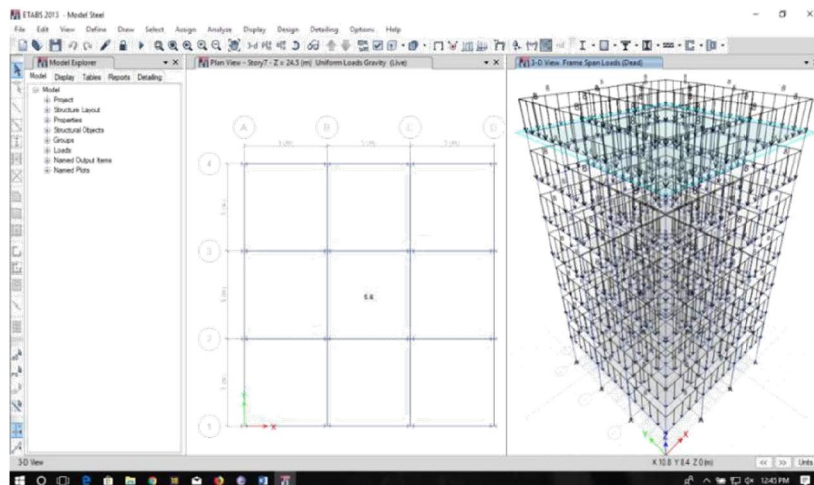 ETABS 2015 - Model Steel
File Edit View Define Draw Select Assign Analyze Display Design Detailing Options Help
Model Explorer
Model Display Tables Reports Detailing
Model
Project
Structure Layout
Properties
Structural Objects
Groups
Loads
Named Output Items
Named Plots
Plan View - Story7 - Z = 24.5 (m) Uniform Loads Gravity (Live)
A B D
4
3
2
1
X
3-D View Frame Span Loads (Dead)
Y Z X
3-D View
X 10.8 Y 8.4 Z 0 (m)
<< >> Units
12:45 PM